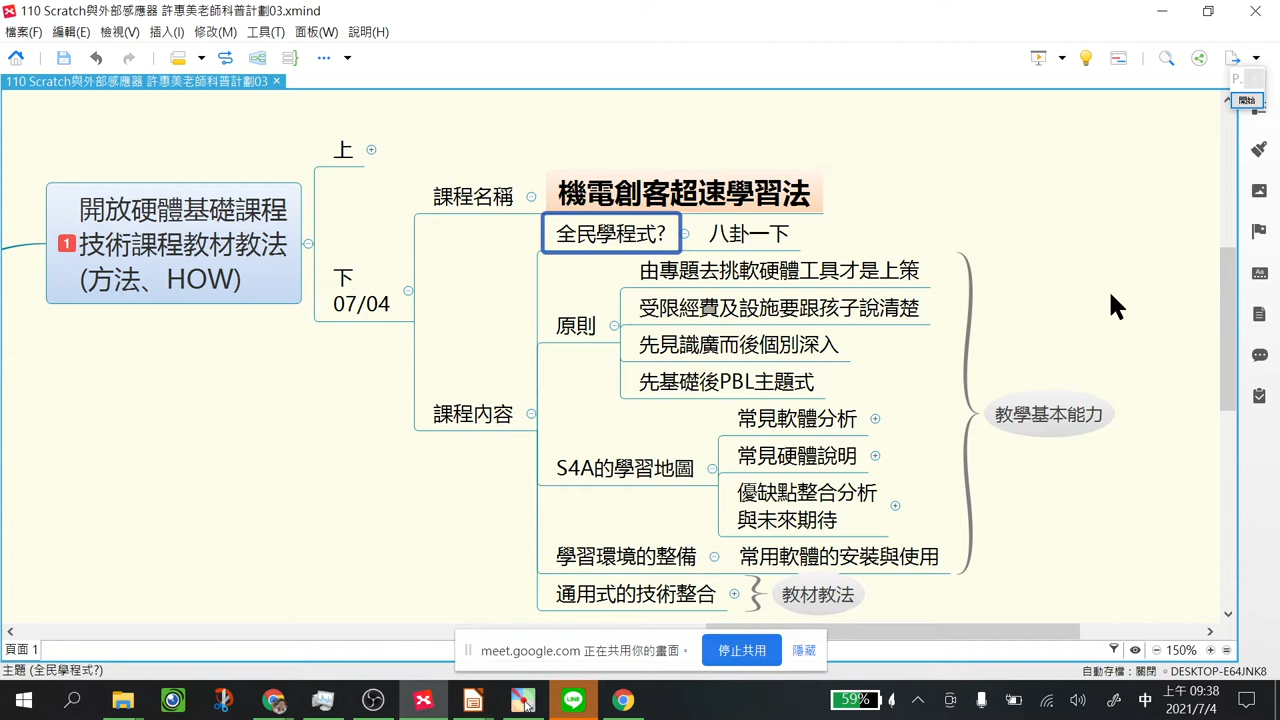 110 Scratch與外部感應器 許惠美老師科普計劃03.xmind
檔案(F) 編輯(E) 檢視(V) 插入(I) 修改(M) 工具(T) 面板(W) 說明(H)
110 Scratch與外部感應器 許惠美老師科普計劃03
P..
開始
上
課程名稱
機電創客超速學習法
開放硬體基礎課程
1 技術課程教材教法
(方法、HOW)
全民學程式?
八卦一下
下
07/04
由專題去挑軟硬體工具才是上策
受限經費及設施要跟孩子說清楚
原則
先見識廣而後個別深入
先基礎後PBL主題式
課程內容
常見軟體分析
教學基本能力
常見硬體說明
S4A的學習地圖
優缺點整合分析
與未來期待
學習環境的整備
常用軟體的安裝與使用
通用式的技術整合
教材教法
頁面 1
meet.google.com 正在共用你的畫面。
停止共用
隱藏
150%
主題 (全民學程式?)
自動存檔：關閉
DESKTOP-E64JNK8
59%
中
上午 09:38
2021/7/4